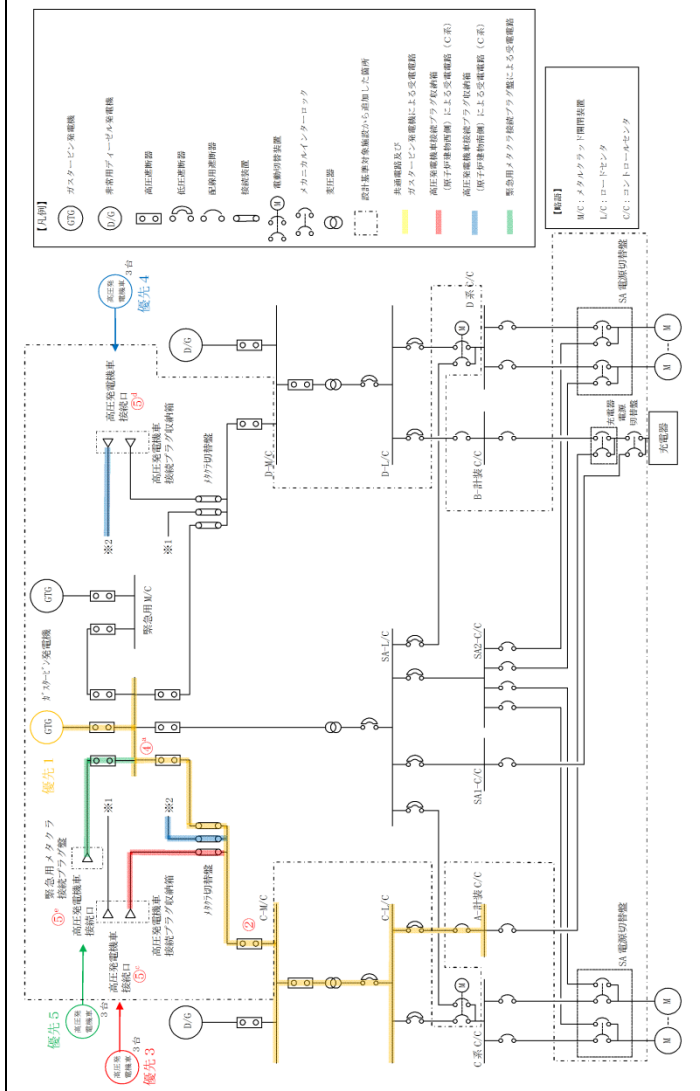 【凡例】
GTG ガスタービン発電機
D/G 非常用ディーゼル発電機
高圧遮断器
低圧遮断器
配線用遮断器
接続装置
M 電動切替装置
メカニカルインターロック
変圧器
設計基準対象施設から追加した箇所
共通電路及び
ガスタービン発電機による受電電路
高圧発電機車接続プラグ収納箱
(原子炉建物西側)による受電電路(C系)
高圧発電機車接続プラグ収納箱
(原子炉建物南側)による受電電路(C系)
緊急用メタクラ接続プラグ盤による受電電路
【略語】
M/C:メタルクラッド開閉装置
L/C:ロードセンタ
C/C:コントロールセンタ
優先5
高圧発
電機車
3台
優先3
高圧発
電機車
3台
優先1
GTG
ガスタービン発電機
GTG
優先4
高圧発
電機車
3台
緊急用メタクラ
接続プラグ盤
高圧発電機車
接続口
高圧発電機車
接続口
高圧発電機車
接続プラグ収納箱
※1
※2
④ᵃ
緊急用M/C
高圧発電機車
接続口
高圧発電機車
接続プラグ収納箱
※2
※1
メタクラ切替盤
メタクラ切替盤
②
D/G
D/G
C-M/C
D-M/C
C-L/C
SA-L/C
D-L/C
C系C/C
M
A-計装C/C
SA1-C/C
SA2-C/C
B-計装C/C
D系C/C
M
SA電源切替盤
M
M
充電器
電源
切替盤
充電器
SA電源切替盤
M
M